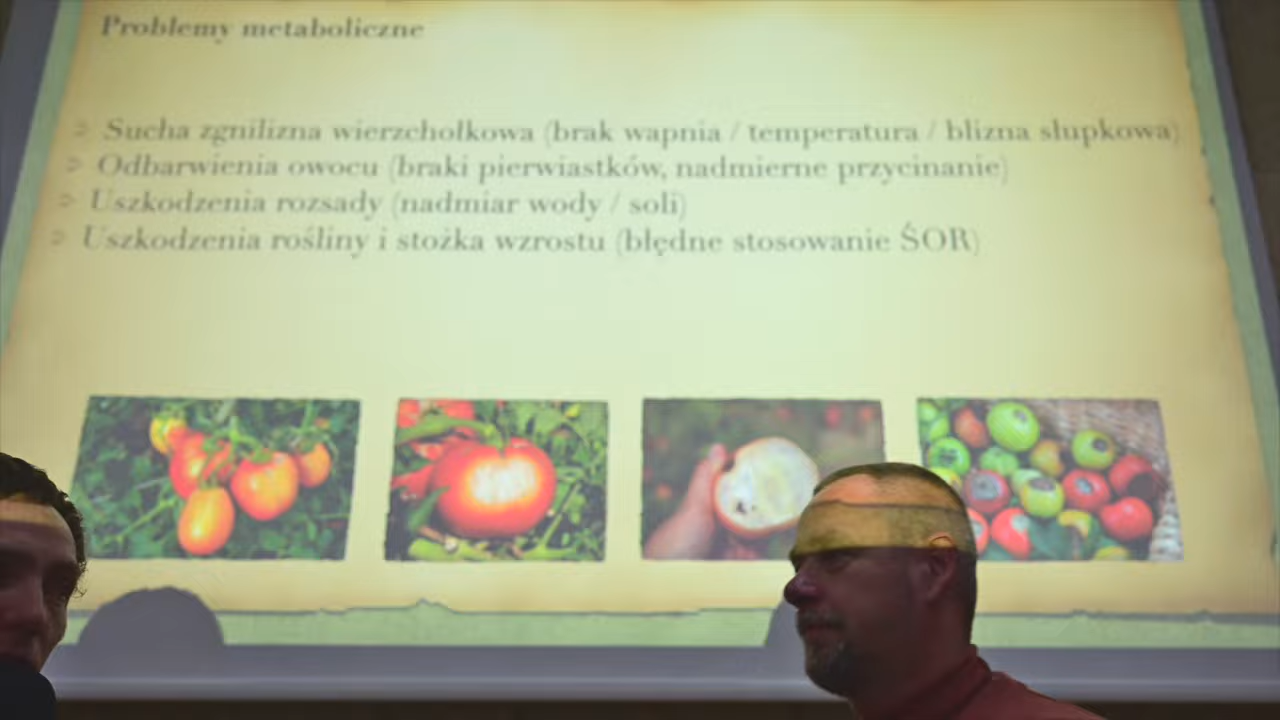 Problemy metaboliczne
Sucha zgnilizna wierzchołkowa (brak wapnia / temperatura / blizna słupkowa)
Odbarwienia owocu (braki pierwiastków, nadmierne przycinanie)
Uszkodzenia rozsady (nadmiar wody / soli)
Uszkodzenia rośliny i stożka wzrostu (błędne stosowanie ŚOR)